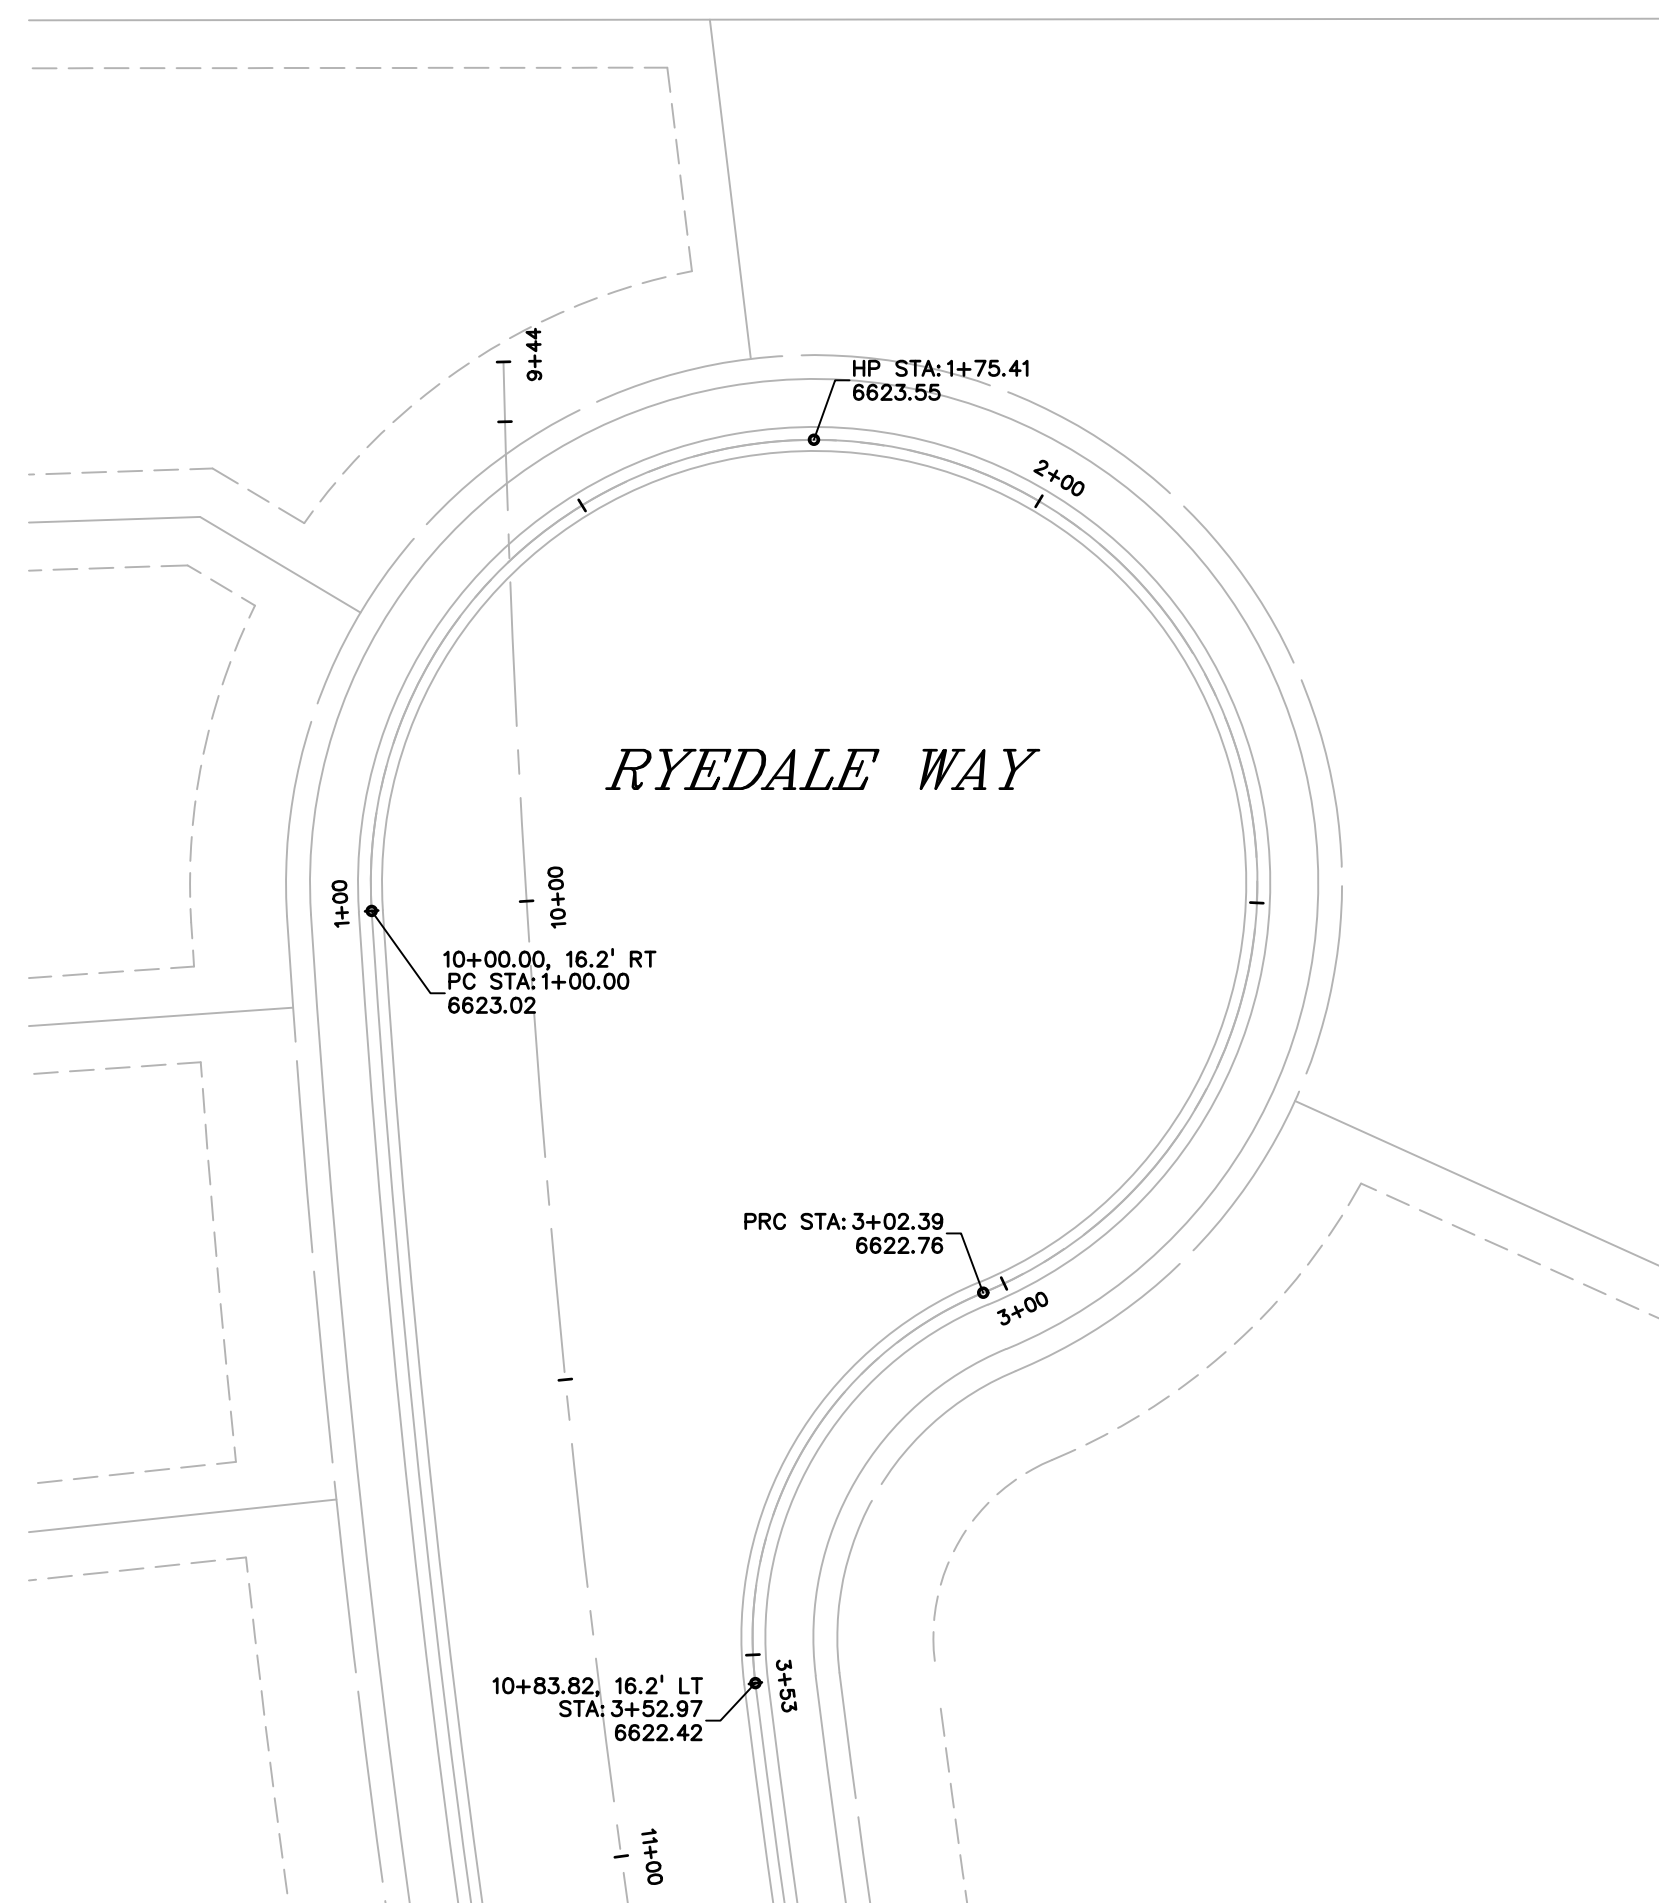 9+44
HP STA: 1+75.41
6623.55
2+00
RYEDALE WAY
1+00
10+00
10+00.00, 16.2' RT
PC STA: 1+00.00
6623.02
PRC STA: 3+02.39
6622.76
3+00
10+83.82, 16.2' LT
STA: 3+52.97
6622.42
3+53
11+00